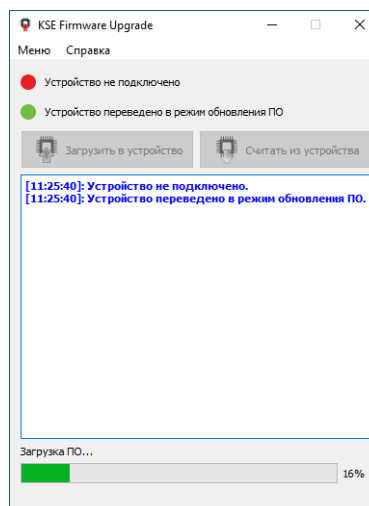 KSE Firmware Upgrade
Меню Справка
Устройство не подключено
Устройство переведено в режим обновления ПО
Загрузить в устройство Считать из устройства
[11:25:40]: Устройство не подключено.
[11:25:40]: Устройство переведено в режим обновления ПО.
Загрузка ПО...
16%